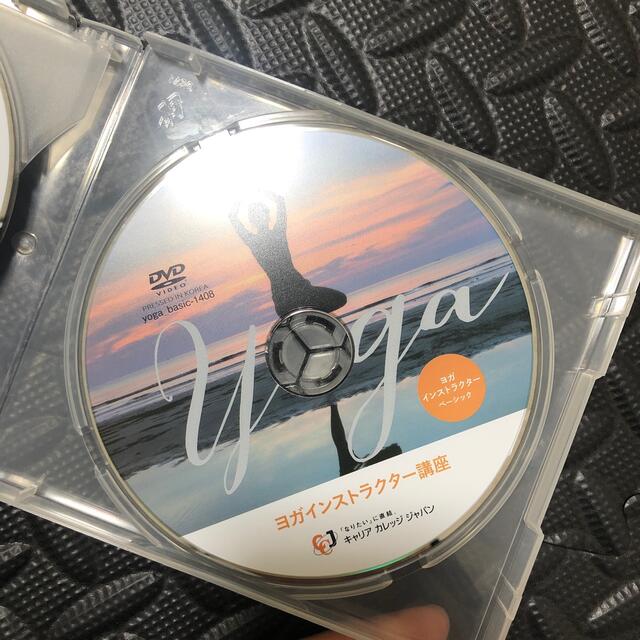 DVD
VIDEO
PRESSED IN KOREA
yoga_basic-1408
yoga
ヨガ
インストラクター
ベーシック
ヨガインストラクター講座
「なりたい」に直結。
CCJ キャリア カレッジ ジャパン